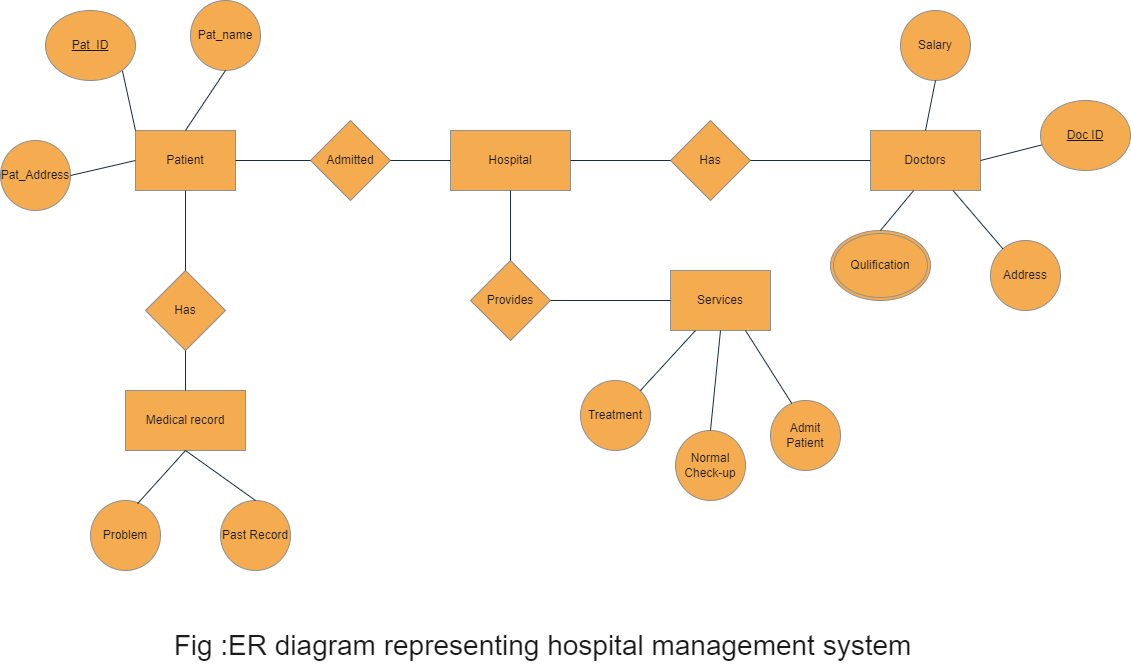 Pat_name
Pat_ID
Salary
Doc ID
Patient
Admitted
Hospital
Has
Doctors
Pat_Address
Qulification
Address
Has
Provides
Services
Treatment
Medical record
Admit
Patient
Normal
Check-up
Problem
Past Record
Fig :ER diagram representing hospital management system